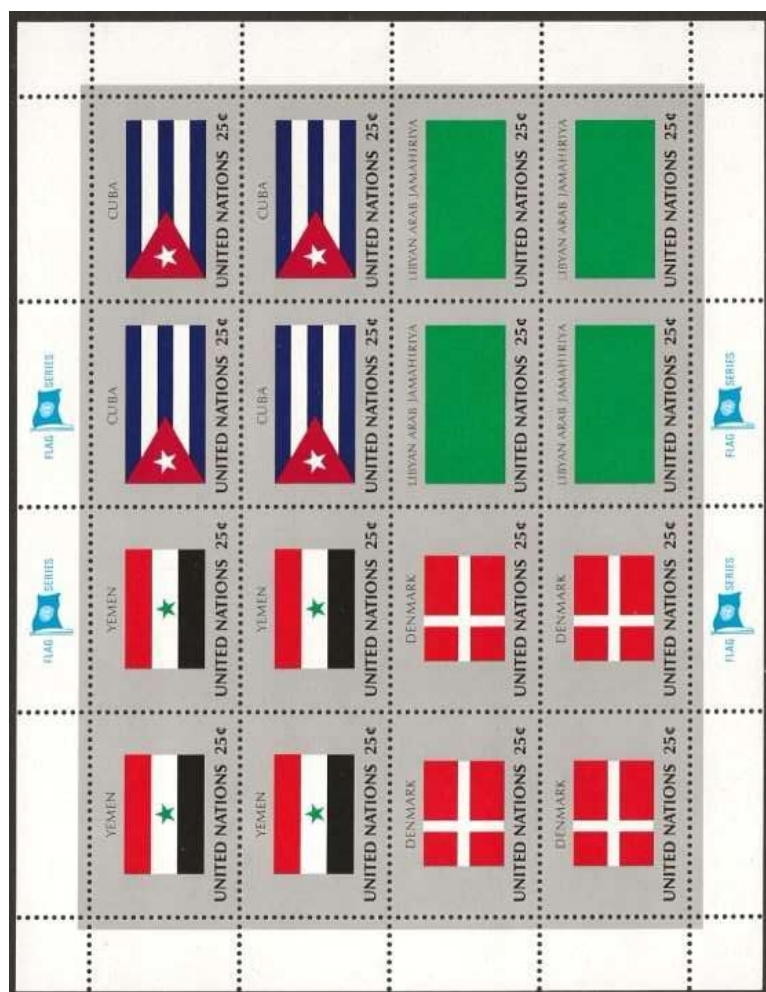 FLAG SERIES
FLAG SERIES
YEMEN
UNITED NATIONS 25¢
YEMEN
UNITED NATIONS 25¢
CUBA
UNITED NATIONS 25¢
CUBA
UNITED NATIONS 25¢
YEMEN
UNITED NATIONS 25¢
YEMEN
UNITED NATIONS 25¢
CUBA
UNITED NATIONS 25¢
CUBA
UNITED NATIONS 25¢
DENMARK
UNITED NATIONS 25¢
DENMARK
UNITED NATIONS 25¢
LIBYAN ARAB JAMAHIRIYA
UNITED NATIONS 25¢
LIBYAN ARAB JAMAHIRIYA
UNITED NATIONS 25¢
DENMARK
UNITED NATIONS 25¢
DENMARK
UNITED NATIONS 25¢
LIBYAN ARAB JAMAHIRIYA
UNITED NATIONS 25¢
LIBYAN ARAB JAMAHIRIYA
UNITED NATIONS 25¢
FLAG SERIES
FLAG SERIES